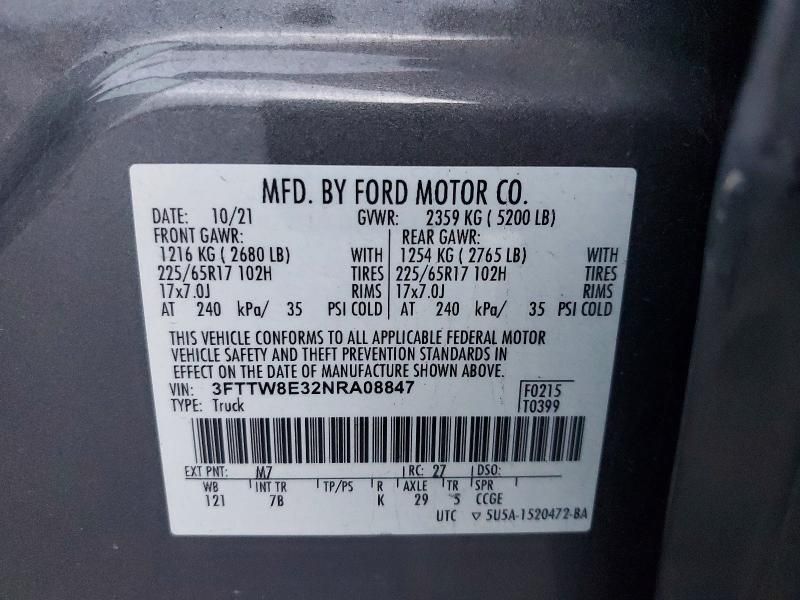 MFD. BY FORD MOTOR CO.
DATE: 10/21 GVWR: 2359 KG ( 5200 LB)
FRONT GAWR: REAR GAWR:
1216 KG ( 2680 LB) WITH 1254 KG ( 2765 LB) WITH
225/65R17 102H TIRES 225/65R17 102H TIRES
17x7.0J RIMS 17x7.0J RIMS
AT 240 kPa/ 35 PSI COLD AT 240 kPa/ 35 PSI COLD
THIS VEHICLE CONFORMS TO ALL APPLICABLE FEDERAL MOTOR
VEHICLE SAFETY AND THEFT PREVENTION STANDARDS IN
EFFECT ON THE DATE OF MANUFACTURE SHOWN ABOVE.
VIN: 3FTTW8E32NRA08847 F0215
TYPE: Truck T0399
EXT PNT: M7 RC: 27 DSO:
WB INT TR TP/PS R AXLE TR SPR
121 7B K 29 5 CCGE
UTC ▽ 5U5A-1520472-BA